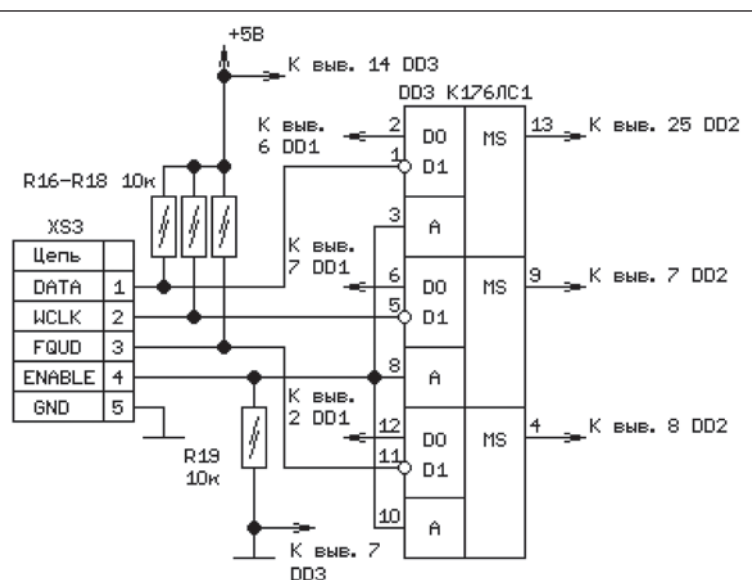 +5В
К выв. 14 DD3
DD3 К176ЛС1
К выв.
6 DD1
2
1
D0
D1
MS
13
К выв. 25 DD2
R16-R18 10к
3
А
XS3
Цепь
DATA 1
WCLK 2
FQUD 3
ENABLE 4
GND 5
К выв.
7 DD1
6
5
D0
D1
MS
9
К выв. 7 DD2
8
А
К выв.
2 DD1
12
11
D0
D1
MS
4
К выв. 8 DD2
R19
10к
10
А
К выв. 7
DD3